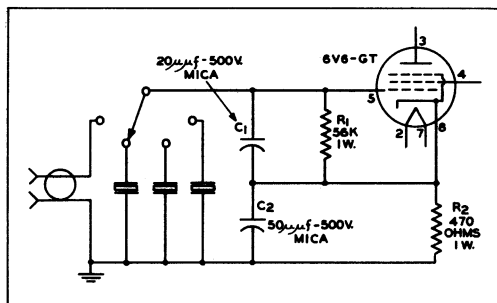 20µµf-500V.
MICA
C1
R1
56K
1W.
6V6-GT
3
4
5
2
7
8
C2
50µµf-500V.
MICA
R2
470
OHMS
1W.